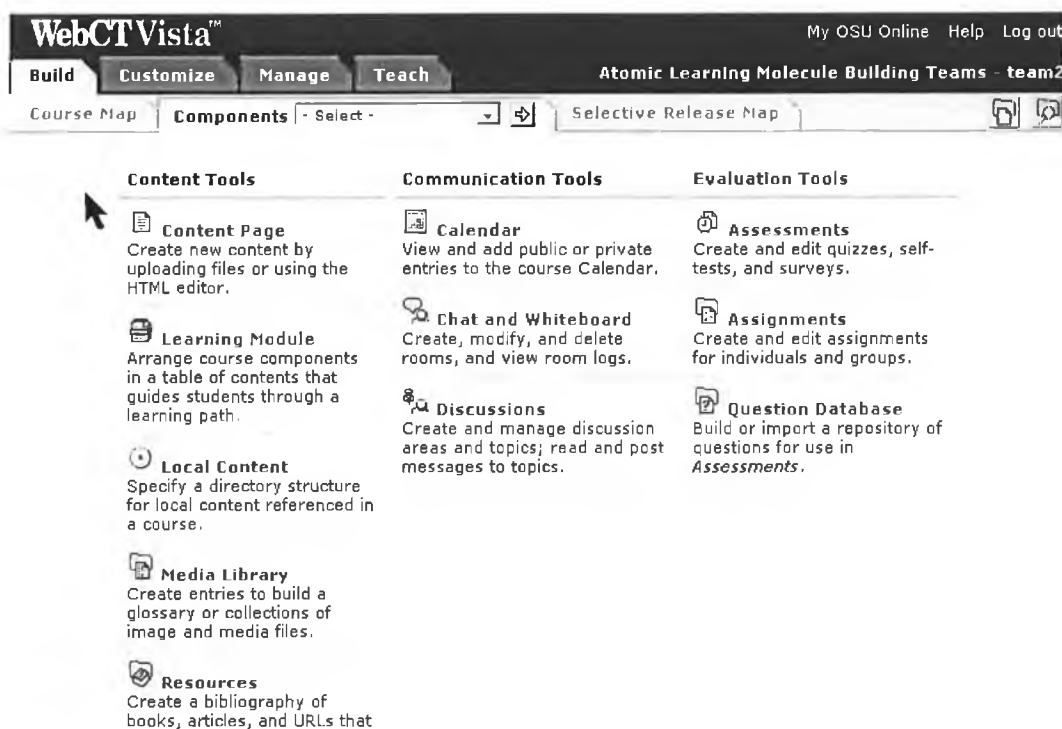 WebCT Vista™
My OSU Online Help Log out
Build Customize Manage Teach
Atomic Learning Molecule Building Teams - team2
Course Map Components - Select - Selective Release Map
Content Tools
Content Page
Create new content by
uploading files or using the
HTML editor.
Learning Module
Arrange course components
in a table of contents that
guides students through a
learning path.
Local Content
Specify a directory structure
for local content referenced in
a course.
Media Library
Create entries to build a
glossary or collections of
image and media files.
Resources
Create a bibliography of
books, articles, and URLs that
Communication Tools
Calendar
View and add public or private
entries to the course Calendar.
Chat and Whiteboard
Create, modify, and delete
rooms, and view room logs.
Discussions
Create and manage discussion
areas and topics; read and post
messages to topics.
Evaluation Tools
Assessments
Create and edit quizzes, self-
tests, and surveys.
Assignments
Create and edit assignments
for individuals and groups.
Question Database
Build or import a repository of
questions for use in
Assessments.